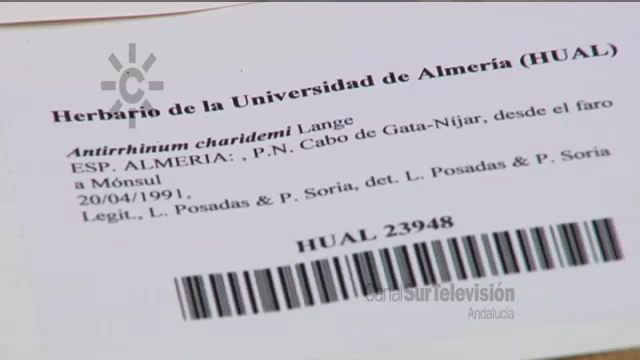 Herbario de la Universidad de Almería (HUAL)
Antirrhinum charidemi Lange
ESP. ALMERIA: , P.N. Cabo de Gata-Níjar, desde el faro
a Mónsul
20/04/1991,
Legit., L. Posadas & P. Soria, det. L. Posadas & P. Soria
HUAL 23948
CanalSurTelevisión
Andalucía